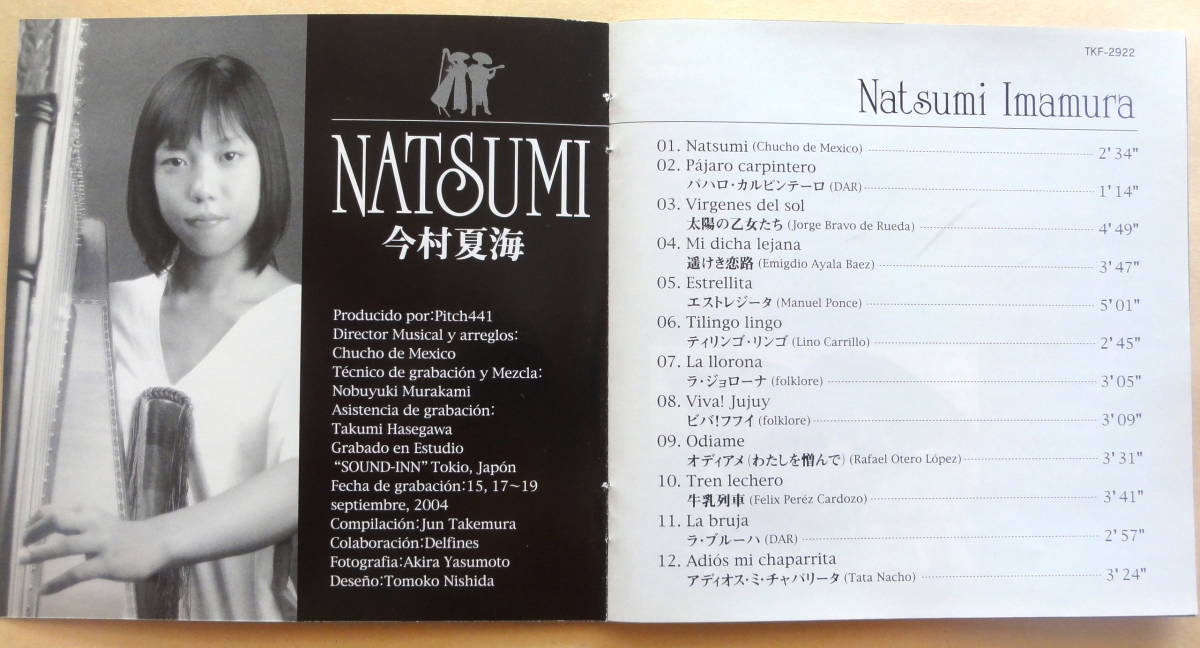 NATSUMI
今村夏海
Producido por:Pitch441
Director Musical y arreglos:
Chucho de Mexico
Técnico de grabación y Mezcla:
Nobuyuki Murakami
Asistencia de grabación:
Takumi Hasegawa
Grabado en Estudio
“SOUND-INN”Tokio, Japón
Fecha de grabación:15, 17~19
septiembre, 2004
Compilación:Jun Takemura
Colaboración:Delfines
Fotografia:Akira Yasumoto
Deseño:Tomoko Nishida
TKF-2922
Natsumi Imamura
01. Natsumi (Chucho de Mexico) 2'34"
02. Pájaro carpintero
パハロ・カルピンテーロ (DAR) 1'14"
03. Virgenes del sol
太陽の乙女たち (Jorge Bravo de Rueda) 4'49"
04. Mi dicha lejana
遥けき恋路 (Emigdio Ayala Baez) 3'47"
05. Estrellita
エストレジータ (Manuel Ponce) 5'01"
06. Tilingo lingo
ティリンゴ・リンゴ (Lino Carrillo) 2'45"
07. La llorona
ラ・ジョローナ (folklore) 3'05"
08. Viva! Jujuy
ビバ!フフイ (folklore) 3'09"
09. Odiame
オディアメ(わたしを憎んで) (Rafael Otero López) 3'31"
10. Tren lechero
牛乳列車 (Felix Peréz Cardozo) 3'41"
11. La bruja
ラ・ブルーハ (DAR) 2'57"
12. Adiós mi chaparrita
アディオス・ミ・チャパリータ (Tata Nacho) 3'24"